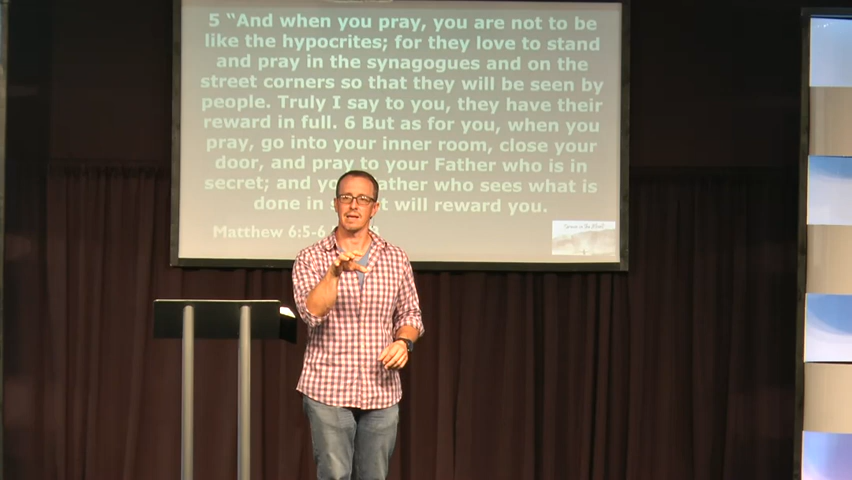 5 “And when you pray, you are not to be
like the hypocrites; for they love to stand
and pray in the synagogues and on the
street corners so that they will be seen by
people. Truly I say to you, they have their
reward in full. 6 But as for you, when you
pray, go into your inner room, close your
door, and pray to your Father who is in
secret; and who sees what is
done in will reward you.
Matthew 6:5-6